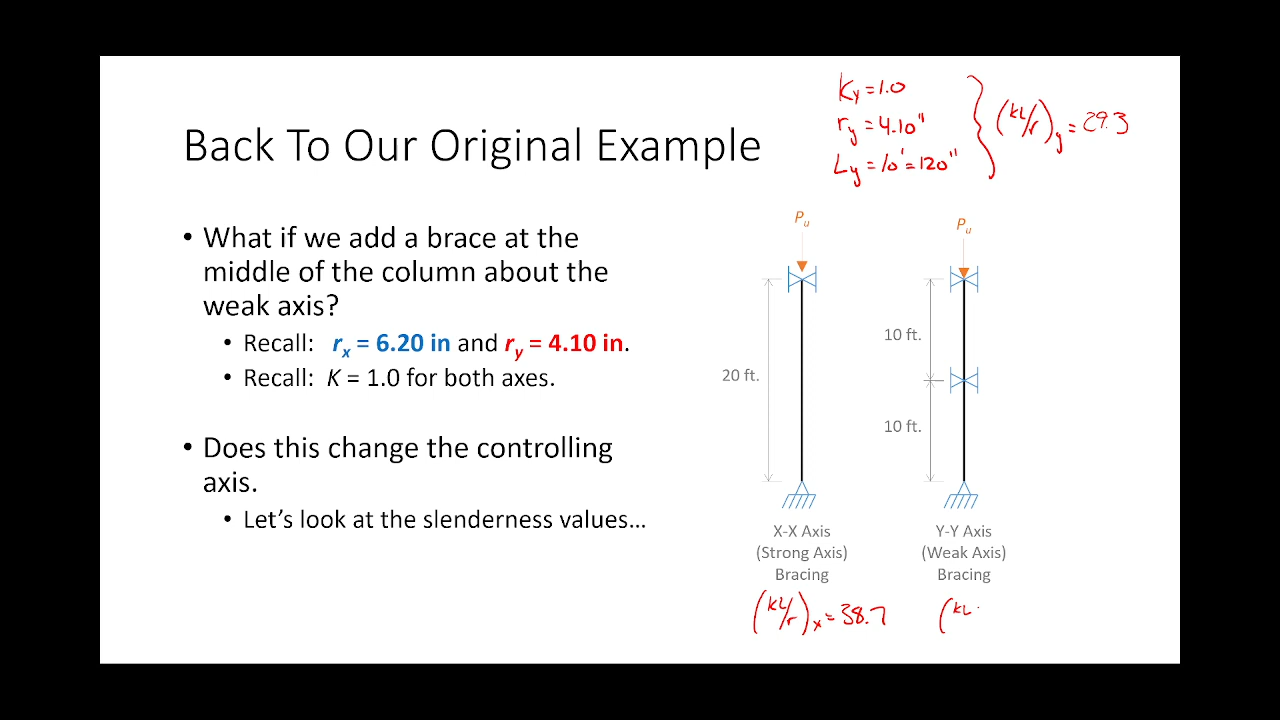 Back To Our Original Example
• What if we add a brace at the
middle of the column about the
weak axis?
• Recall: rx = 6.20 in and ry = 4.10 in.
• Recall: K = 1.0 for both axes.
• Does this change the controlling
axis.
• Let's look at the slenderness values…
Ky = 1.0
ry = 4.10"
Ly = 10' = 120"
(KL/r)y = 29.3
Pu
Pu
20 ft.
10 ft.
10 ft.
X-X Axis
(Strong Axis)
Bracing
Y-Y Axis
(Weak Axis)
Bracing
(KL/r)x = 38.7
(KL